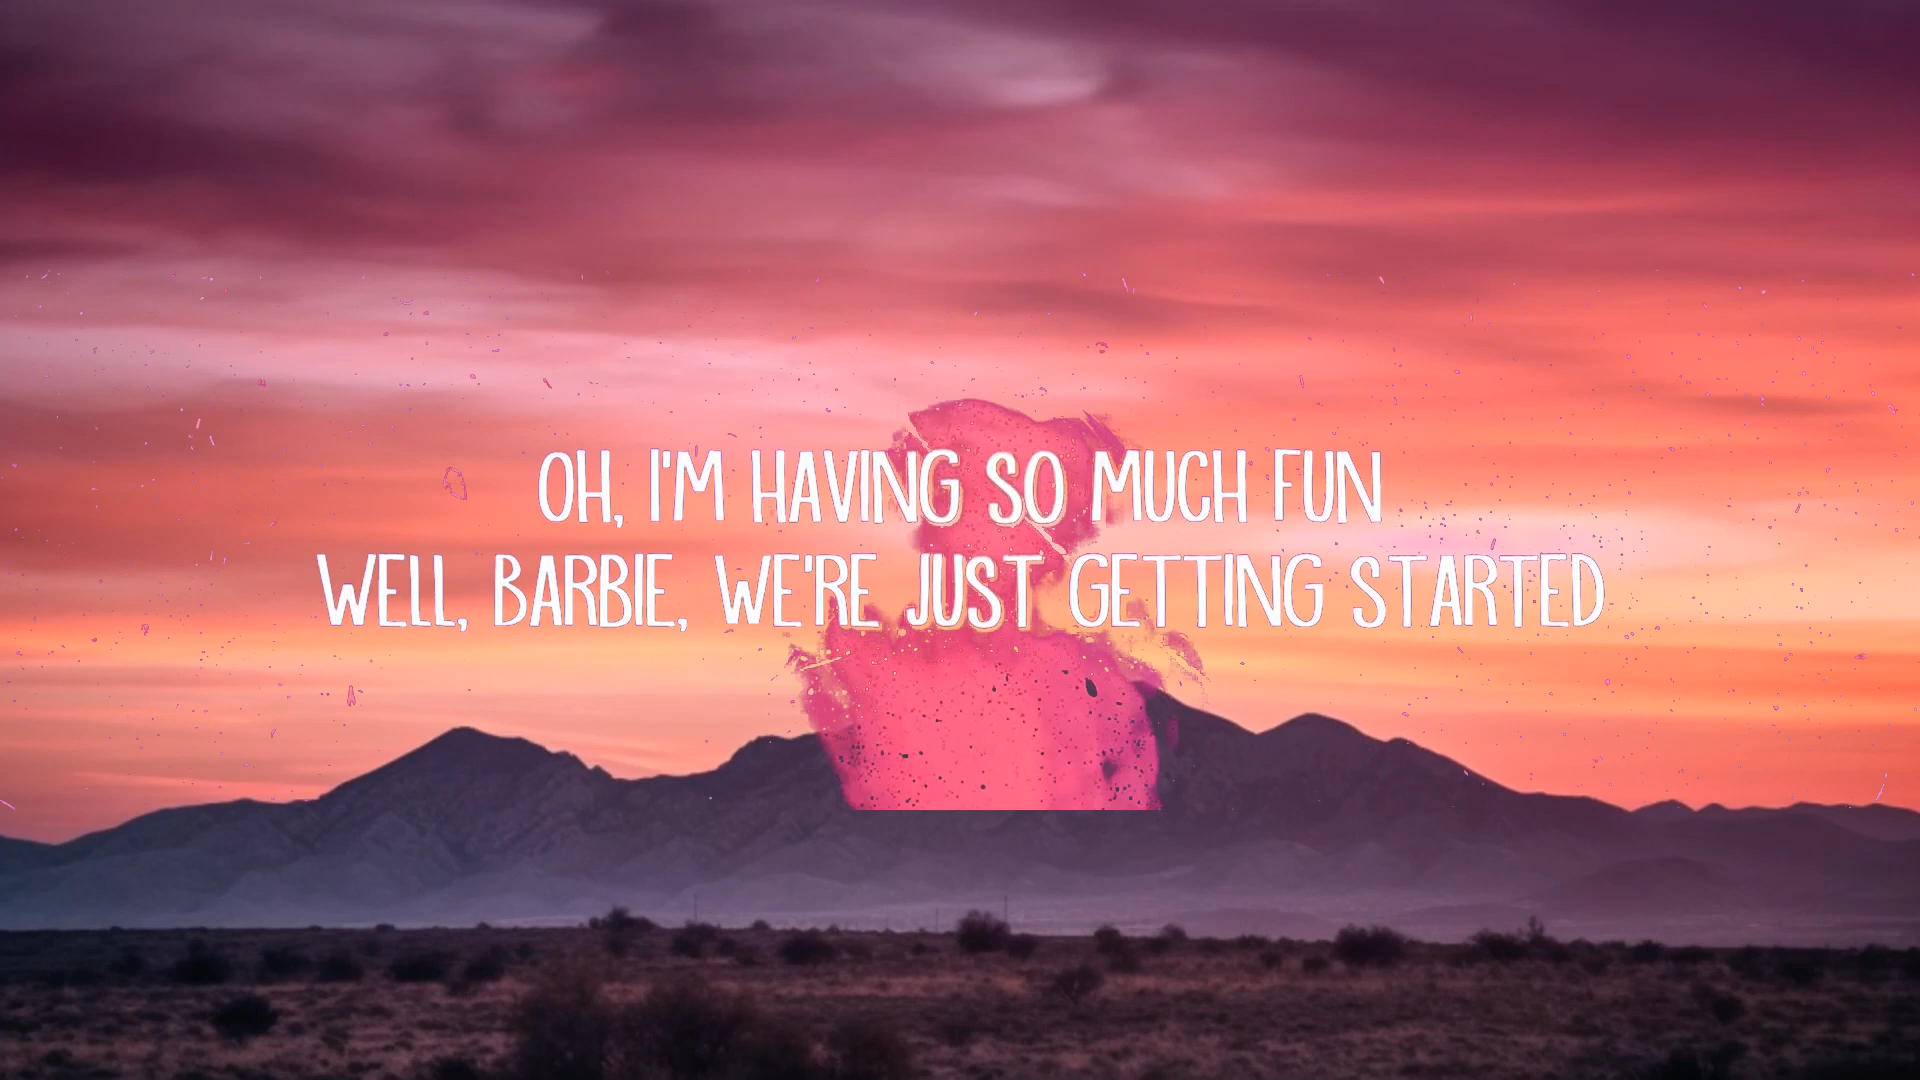 OH, I'M HAVING SO MUCH FUN
WELL, BARBIE, WE'RE JUST GETTING STARTED